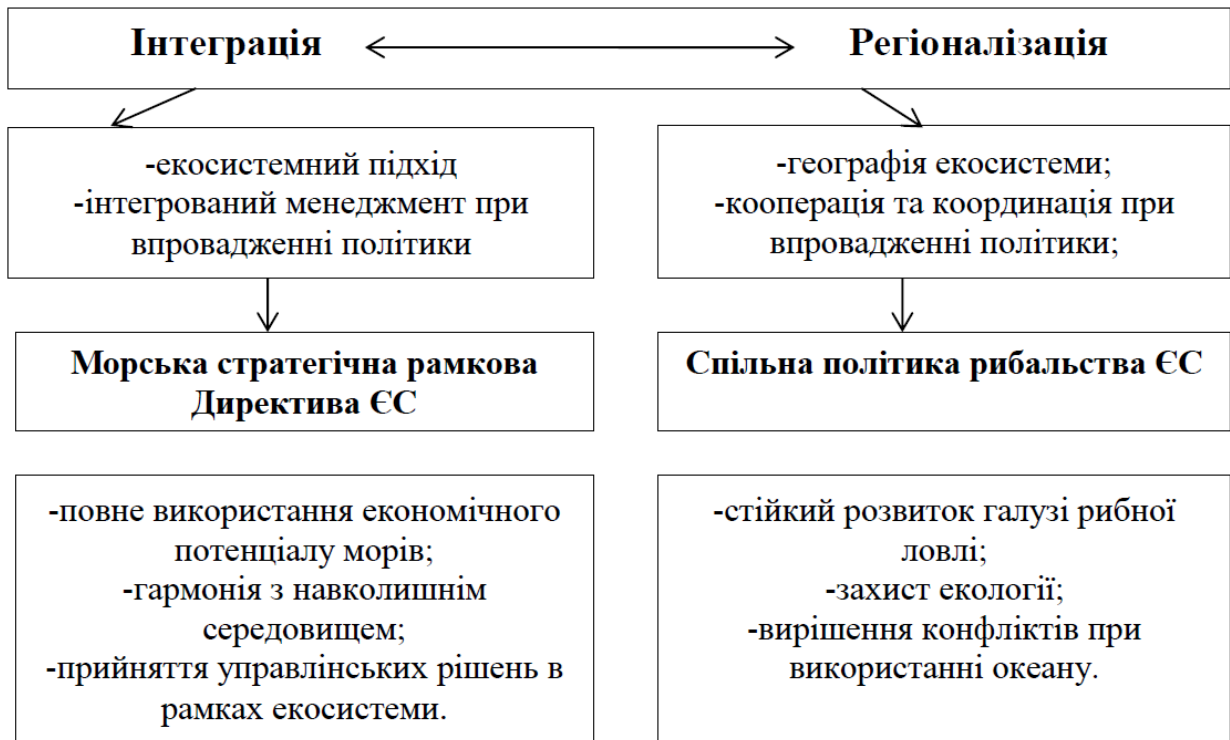 Інтеграція
Регіоналізація
-екосистемний підхід
-інтегрований менеджмент при
впровадженні політики
-географія екосистеми;
-кооперація та координація при
впровадженні політики;
Морська стратегічна рамкова
Директива ЄС
Спільна політика рибальства ЄС
-повне використання економічного
потенціалу морів;
-гармонія з навколишнім
середовищем;
-прийняття управлінських рішень в
рамках екосистеми.
-стійкий розвиток галузі рибної
ловлі;
-захист екології;
-вирішення конфліктів при
використанні океану.